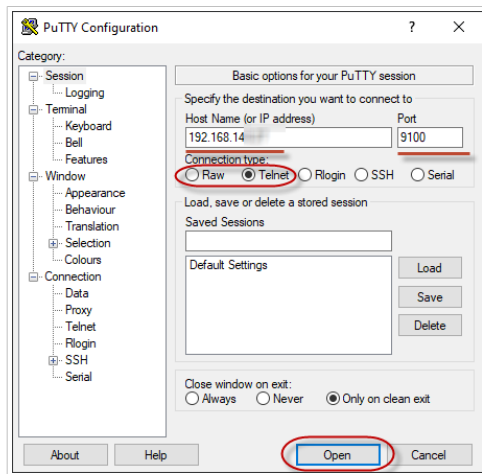 PuTTY Configuration
Category:
Session
Logging
Terminal
Keyboard
Bell
Features
Window
Appearance
Behaviour
Translation
Selection
Colours
Connection
Data
Proxy
Telnet
Rlogin
SSH
Serial
Basic options for your PuTTY session
Specify the destination you want to connect to
Host Name (or IP address) Port
192.168.14 9100
Connection type:
Raw Telnet Rlogin SSH Serial
Load, save or delete a stored session
Saved Sessions
Default Settings
Load
Save
Delete
Close window on exit:
Always Never Only on clean exit
About Help Open Cancel